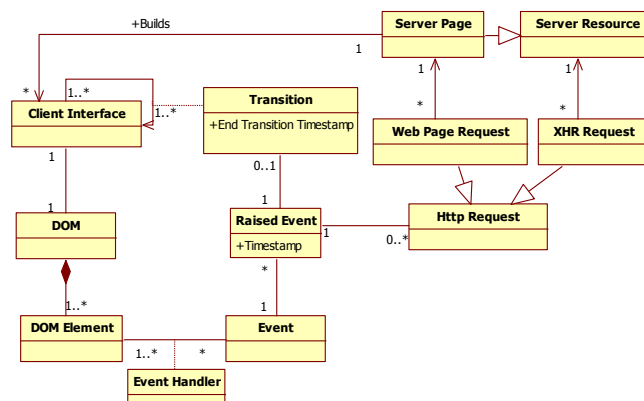 +Builds
Server Page
Server Resource
1
1
1
*
1..*
Client Interface
1..*
Transition
+End Transition Timestamp
*
*
Web Page Request
XHR Request
1
0..1
1
1
DOM
Raised Event
+Timestamp
1
0..*
Http Request
*
1..*
1
DOM Element
Event
1..*
*
Event Handler